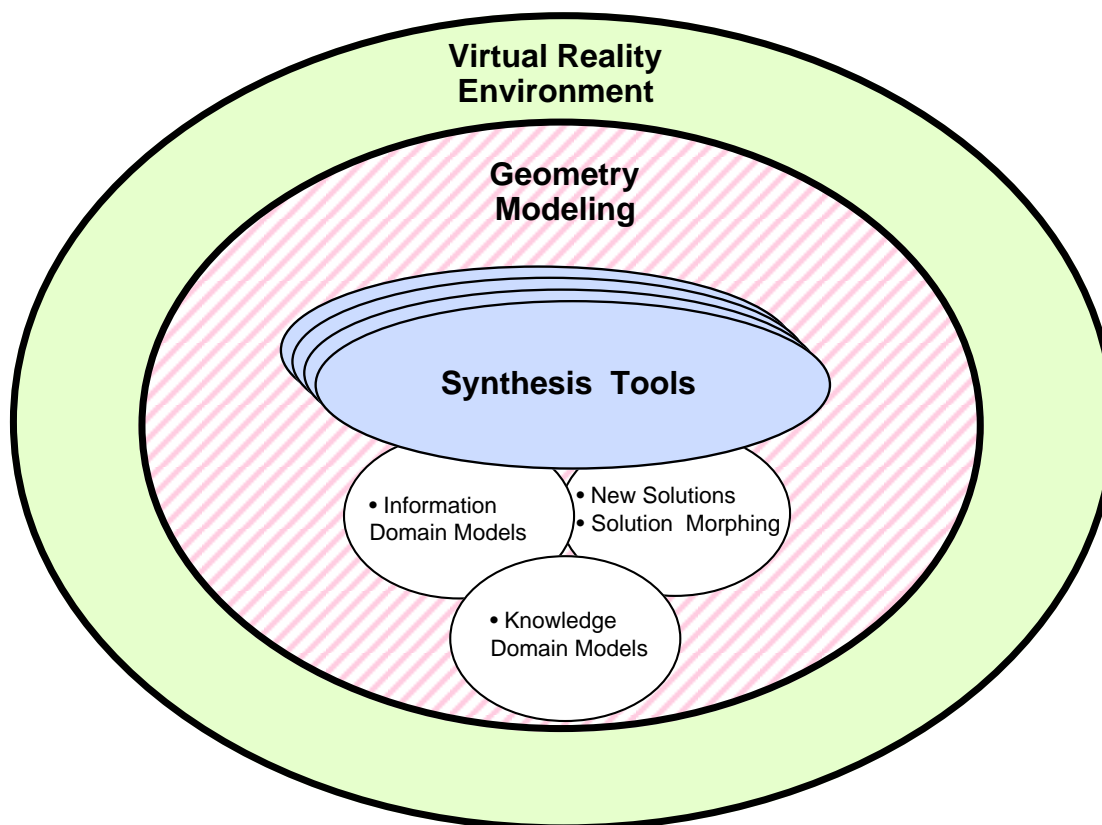 Virtual Reality
Environment
Geometry
Modeling
Synthesis Tools
• Information
Domain Models
• New Solutions
• Solution Morphing
• Knowledge
Domain Models